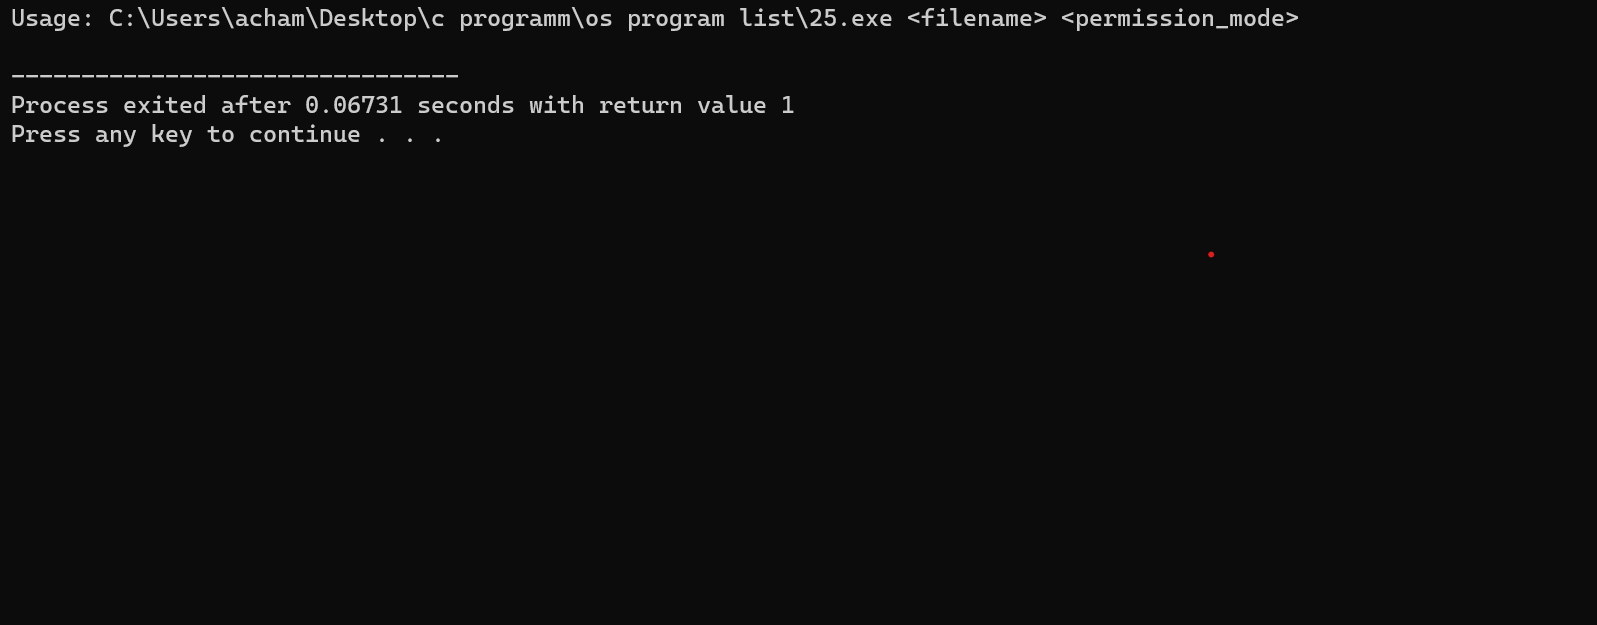 Usage: C:\Users\acham\Desktop\c programm\os program list\25.exe <filename> <permission_mode>
--------------------------------
Process exited after 0.06731 seconds with return value 1
Press any key to continue . . .